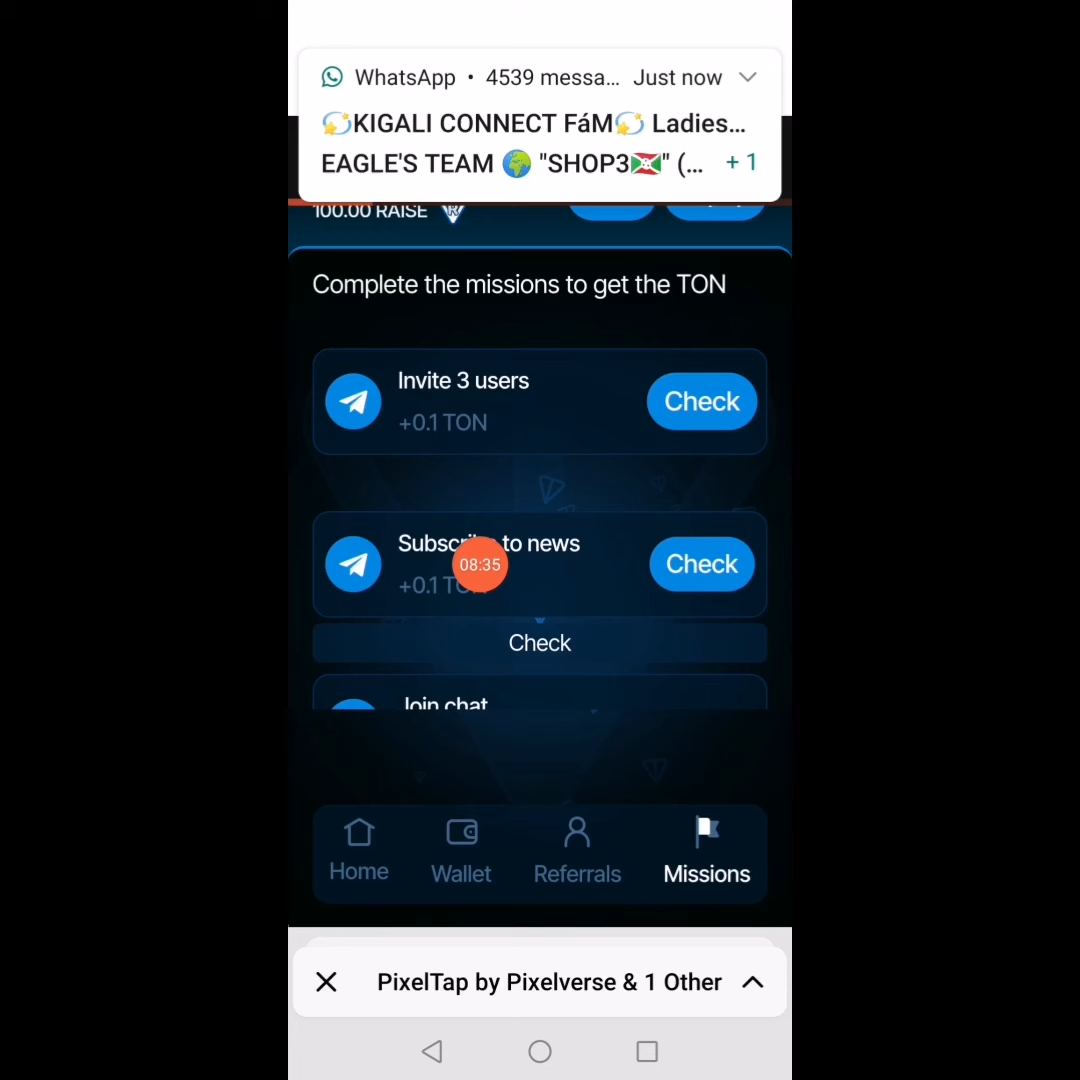 WhatsApp • 4539 messa... Just now
💫KIGALI CONNECT FáM💫 Ladies...
EAGLE'S TEAM 🌍 "SHOP3🇧🇮" (... + 1
100.00 RAISE
Complete the missions to get the TON
Invite 3 users
+0.1 TON
Check
Subscribe to news
08:35
+0.1 TON
Check
Check
Join chat
Home
Wallet
Referrals
Missions
PixelTap by Pixelverse & 1 Other